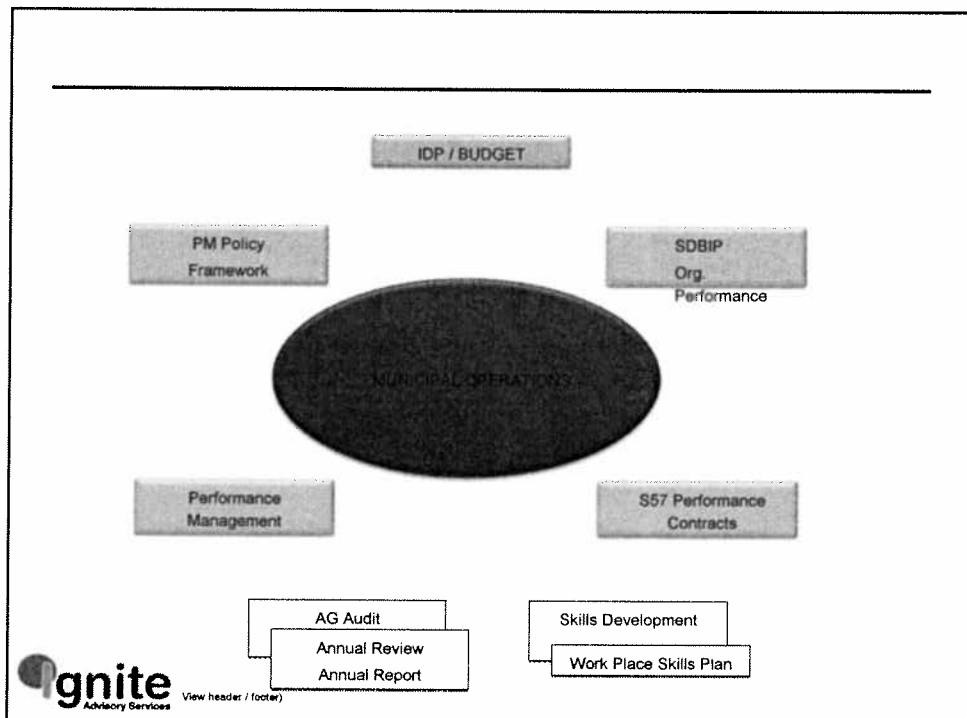 IDP / BUDGET
PM Policy
Framework
SDBIP
Org.
Performance
MUNICIPAL OPERATIONS
Performance
Management
S57 Performance
Contracts
AG Audit
Annual Review
Annual Report
Skills Development
Work Place Skills Plan
Ignite
Advisory Services
View header / footer)